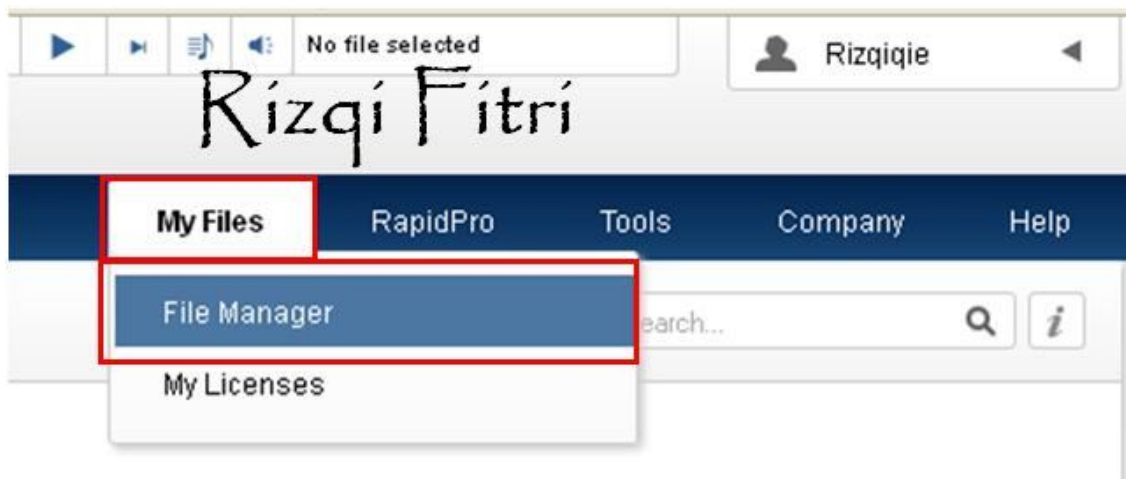 No file selected
Rizqiqie
Rizqi Fitri
My Files RapidPro Tools Company Help
File Manager
earch...
i
My Licenses